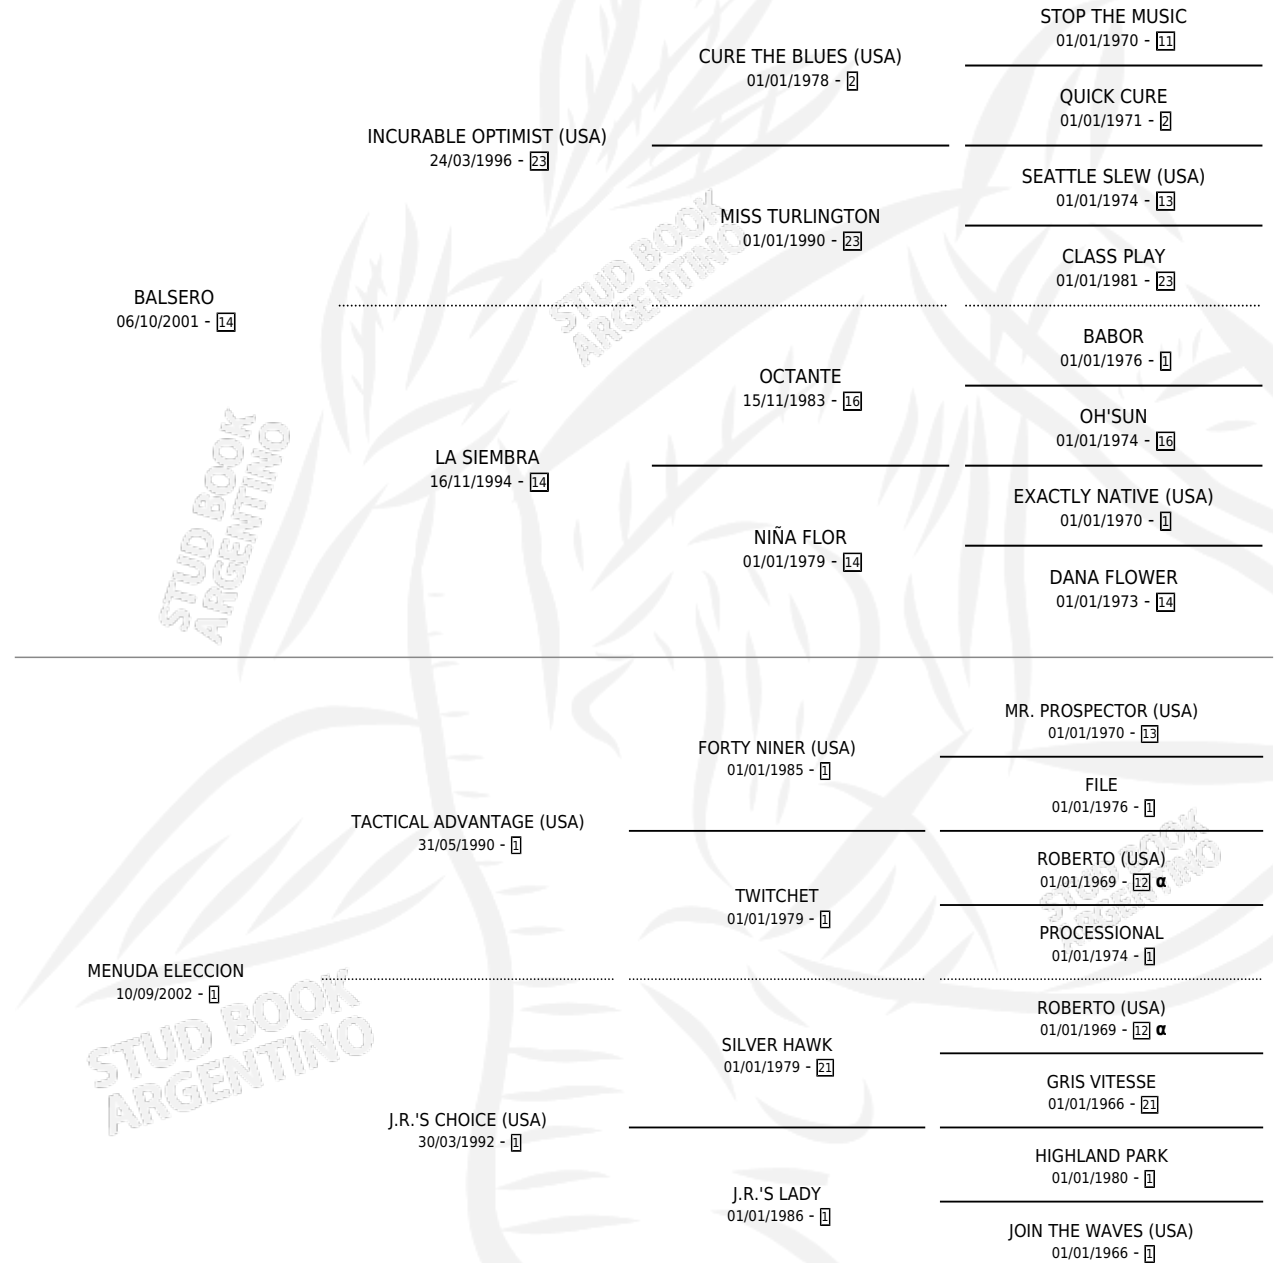 STOP THE MUSIC
01/01/1970 - 11
CURE THE BLUES (USA)
01/01/1978 - 2
QUICK CURE
01/01/1971 - 2
INCURABLE OPTIMIST (USA)
24/03/1996 - 23
SEATTLE SLEW (USA)
01/01/1974 - 13
MISS TURLINGTON
01/01/1990 - 23
CLASS PLAY
01/01/1981 - 23
STUD BOOK
ARGENTINO
BALSERO
06/10/2001 - 14
BABOR
01/01/1976 - 1
OCTANTE
15/11/1983 - 16
OH'SUN
01/01/1974 - 16
LA SIEMBRA
16/11/1994 - 14
EXACTLY NATIVE (USA)
01/01/1970 - 1
NIÑA FLOR
01/01/1979 - 14
DANA FLOWER
01/01/1973 - 14
STUD BOOK
ARGENTINO
MR. PROSPECTOR (USA)
01/01/1970 - 13
FORTY NINER (USA)
01/01/1985 - 1
FILE
01/01/1976 - 1
TACTICAL ADVANTAGE (USA)
31/05/1990 - 1
ROBERTO (USA)
01/01/1969 - 12 α
TWITCHET
01/01/1979 - 1
PROCESSIONAL
01/01/1974 - 1
STUD BOOK
ARGENTINO
MENUDA ELECCION
10/09/2002 - 1
ROBERTO (USA)
01/01/1969 - 12 α
SILVER HAWK
01/01/1979 - 21
GRIS VITESSE
01/01/1966 - 21
STUD BOOK
ARGENTINO
J.R.'S CHOICE (USA)
30/03/1992 - 1
HIGHLAND PARK
01/01/1980 - 1
J.R.'S LADY
01/01/1986 - 1
JOIN THE WAVES (USA)
01/01/1966 - 1